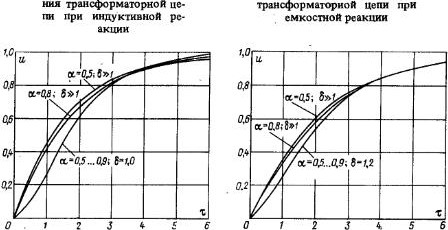 ния трансформаторной це-
пи при индуктивной ре-
акции
u
1,0
0,8
0,6
0,4
0,2
0
1
2
3
4
5
6
τ
α=0,5; δ»1
α=0,8; δ»1
α=0,5...0,9; δ=1,0
трансформаторной цепи при
емкостной реакции
u
1,0
0,8
0,6
0,4
0,2
0
1
2
3
4
5
6
τ
α=0,5; δ»1
α=0,8; δ»1
α=0,5...0,9; δ=1,2